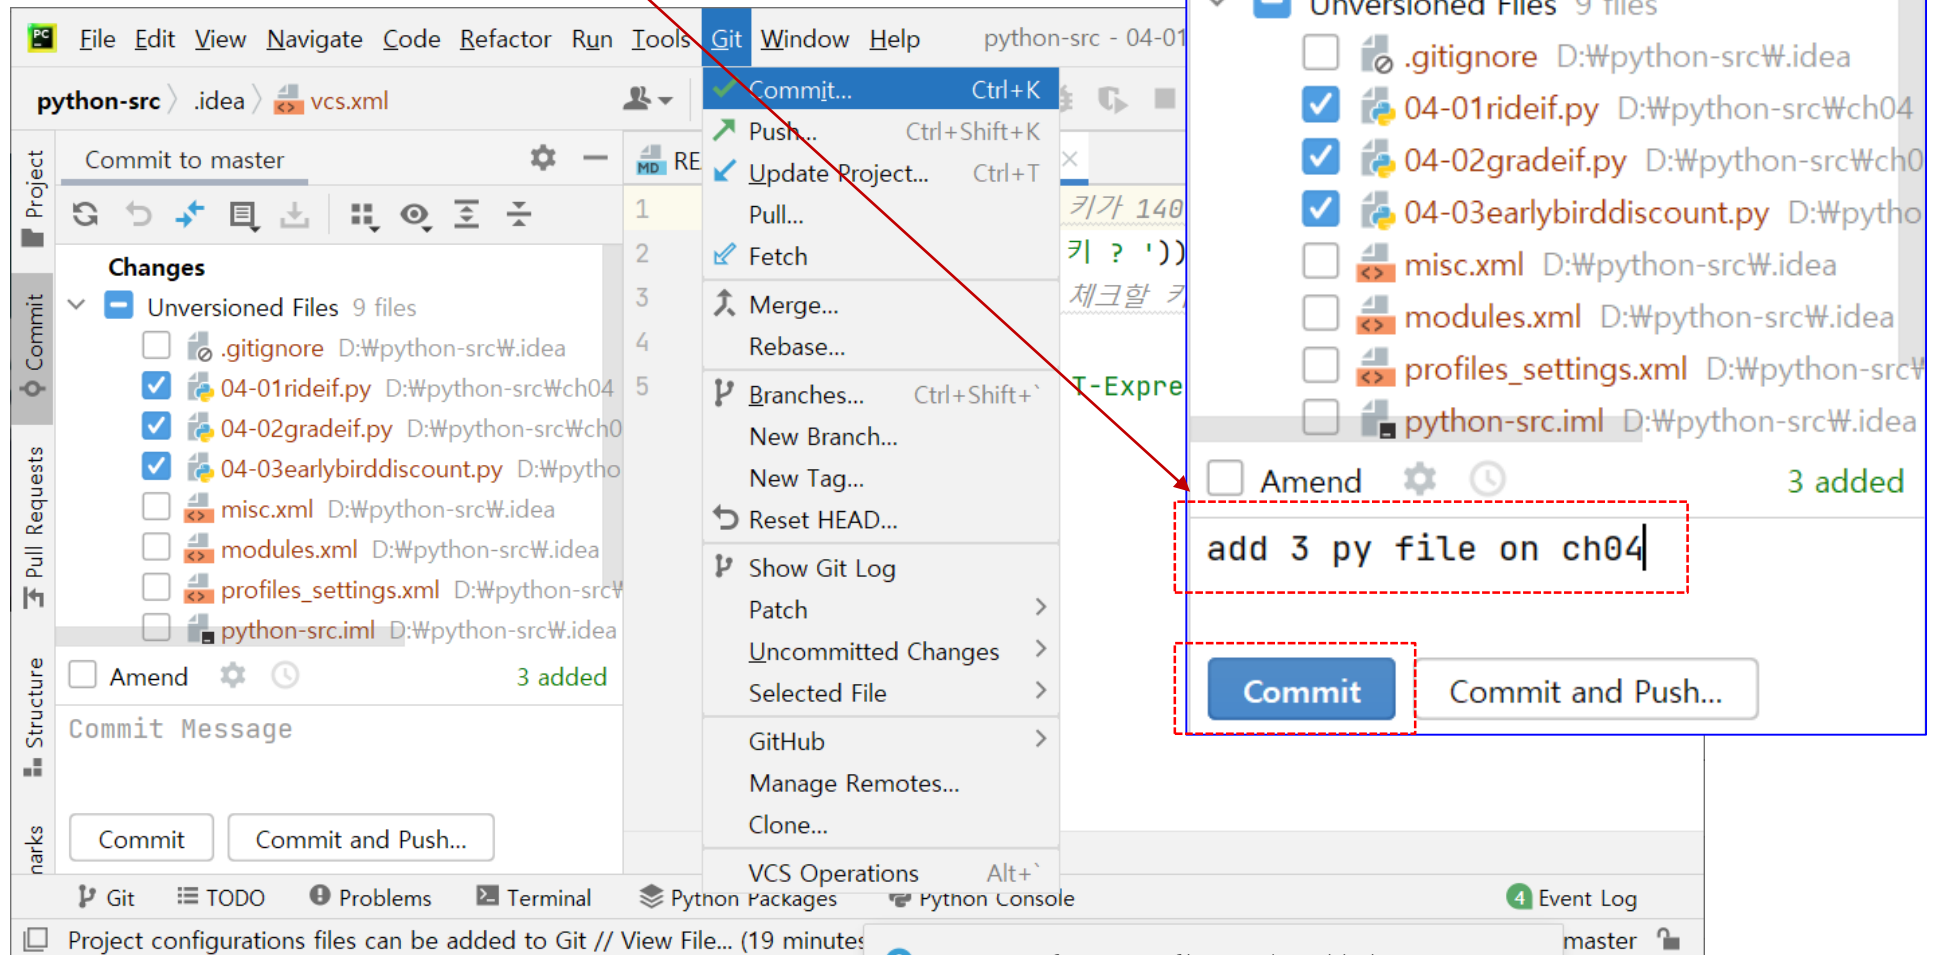 PC File Edit View Navigate Code Refactor Run Tools Git Window Help python-src - 04-01
python-src .idea vcs.xml
Commit to master
Project
Commit
Pull Requests
Structure
Changes
Unversioned Files 9 files
.gitignore D:₩python-src₩.idea
04-01rideif.py D:₩python-src₩ch04
04-02gradeif.py D:₩python-src₩ch0
04-03earlybirddiscount.py D:₩pytho
misc.xml D:₩python-src₩.idea
modules.xml D:₩python-src₩.idea
profiles_settings.xml D:₩python-src₩
python-src.iml D:₩python-src₩.idea
Amend 3 added
Commit Message
Commit Commit and Push...
MD RE
1 키가 140
2 키 ? '))
3 체크할 키
4
5 T-Expre
Commit... Ctrl+K
Push... Ctrl+Shift+K
Update Project... Ctrl+T
Pull...
Fetch
Merge...
Rebase...
Branches... Ctrl+Shift+`
New Branch...
New Tag...
Reset HEAD...
Show Git Log
Patch
Uncommitted Changes
Selected File
GitHub
Manage Remotes...
Clone...
VCS Operations Alt+`
Unversioned Files 9 files
.gitignore D:₩python-src₩.idea
04-01rideif.py D:₩python-src₩ch04
04-02gradeif.py D:₩python-src₩ch0
04-03earlybirddiscount.py D:₩pytho
misc.xml D:₩python-src₩.idea
modules.xml D:₩python-src₩.idea
profiles_settings.xml D:₩python-src₩
python-src.iml D:₩python-src₩.idea
Amend 3 added
add 3 py file on ch04
Commit Commit and Push...
Git TODO Problems Terminal Python Packages Python Console 4 Event Log
Project configurations files can be added to Git // View File... (19 minutes master